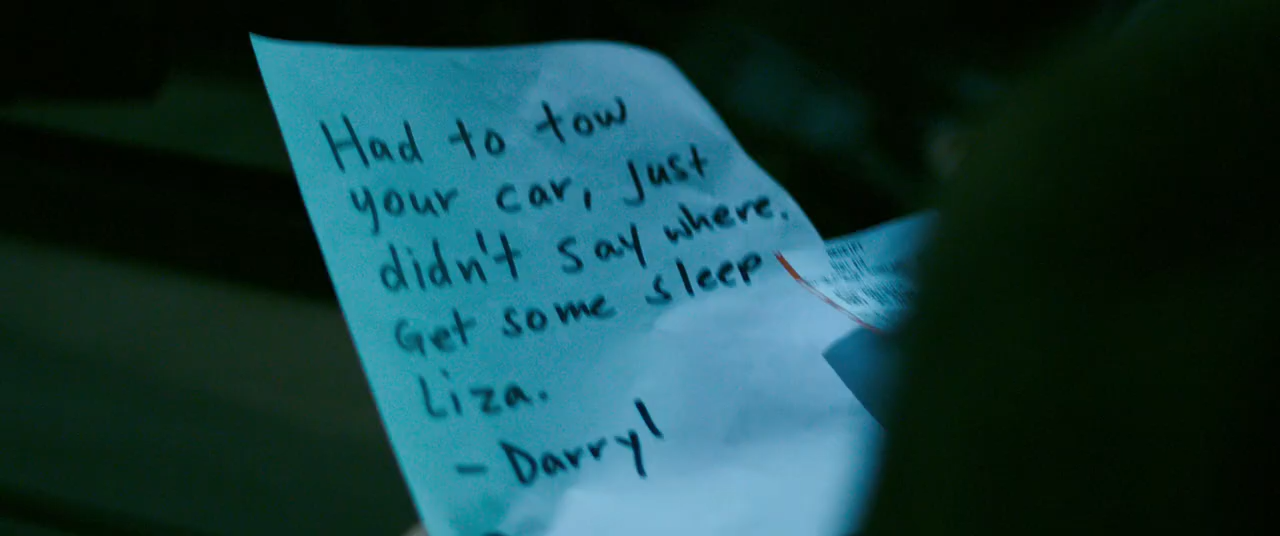 Had to tow
your car, just
didn't say where.
Get some sleep
Liza.
- Darryl